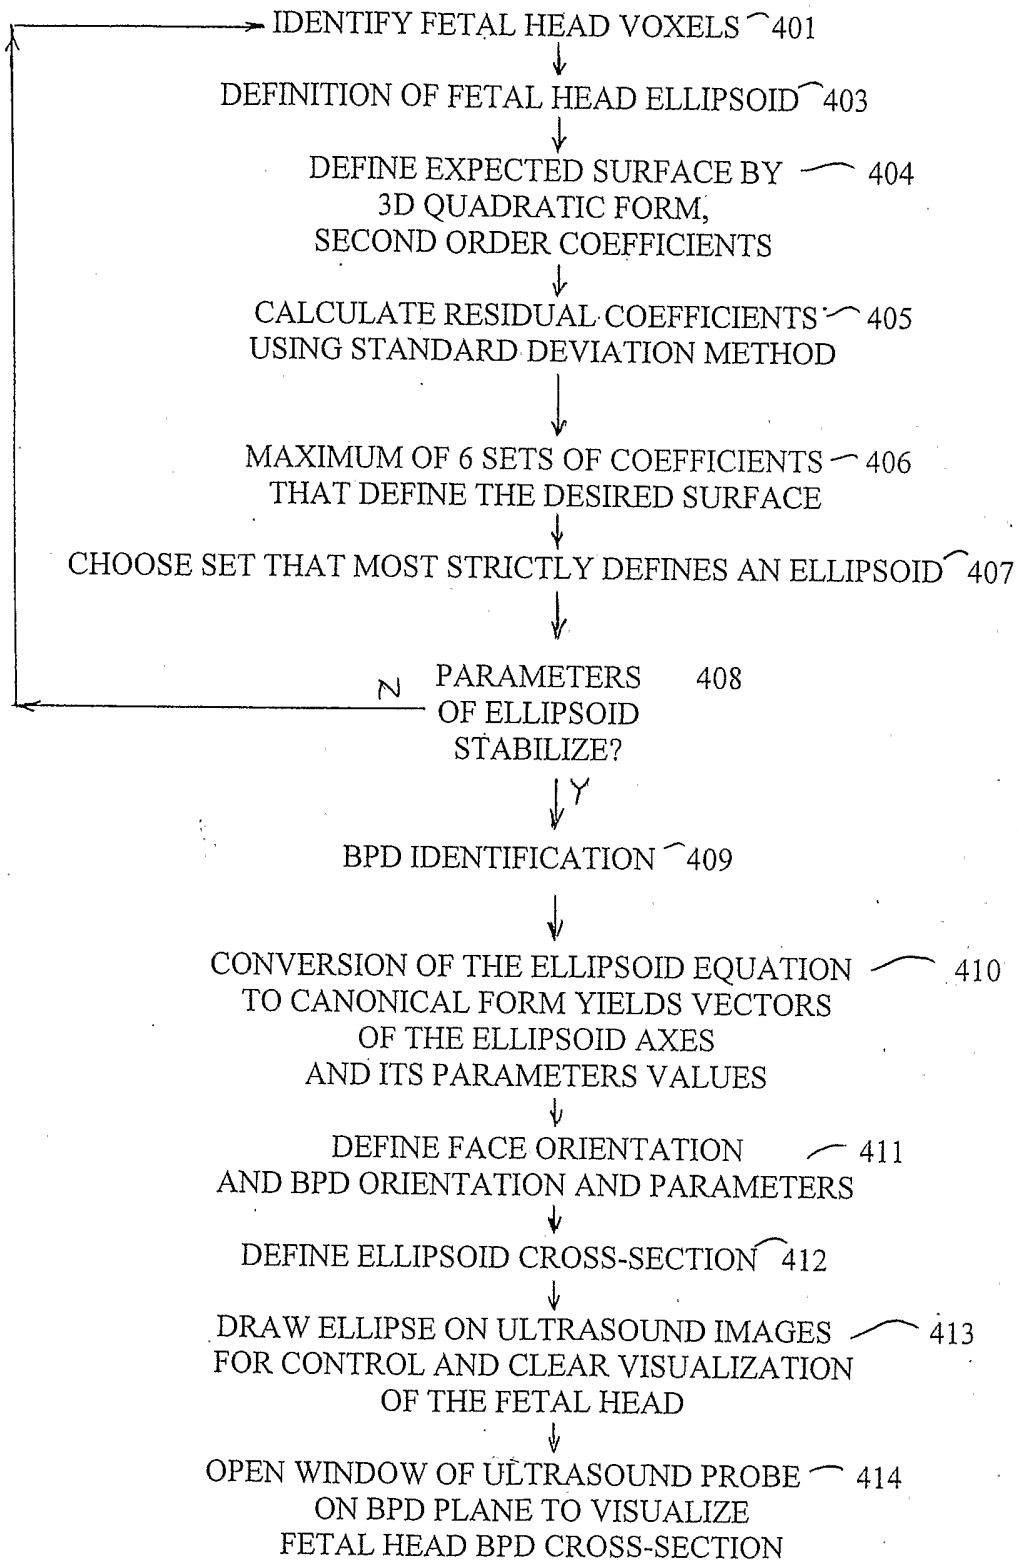 IDENTIFY FETAL HEAD VOXELS 401
DEFINITION OF FETAL HEAD ELLIPSOID 403
DEFINE EXPECTED SURFACE BY 404
3D QUADRATIC FORM,
SECOND ORDER COEFFICIENTS
CALCULATE RESIDUAL COEFFICIENTS 405
USING STANDARD DEVIATION METHOD
MAXIMUM OF 6 SETS OF COEFFICIENTS 406
THAT DEFINE THE DESIRED SURFACE
CHOOSE SET THAT MOST STRICTLY DEFINES AN ELLIPSOID 407
PARAMETERS 408
N
OF ELLIPSOID
STABILIZE?
Y
BPD IDENTIFICATION 409
CONVERSION OF THE ELLIPSOID EQUATION 410
TO CANONICAL FORM YIELDS VECTORS
OF THE ELLIPSOID AXES
AND ITS PARAMETERS VALUES
DEFINE FACE ORIENTATION 411
AND BPD ORIENTATION AND PARAMETERS
DEFINE ELLIPSOID CROSS-SECTION 412
DRAW ELLIPSE ON ULTRASOUND IMAGES 413
FOR CONTROL AND CLEAR VISUALIZATION
OF THE FETAL HEAD
OPEN WINDOW OF ULTRASOUND PROBE 414
ON BPD PLANE TO VISUALIZE
FETAL HEAD BPD CROSS-SECTION